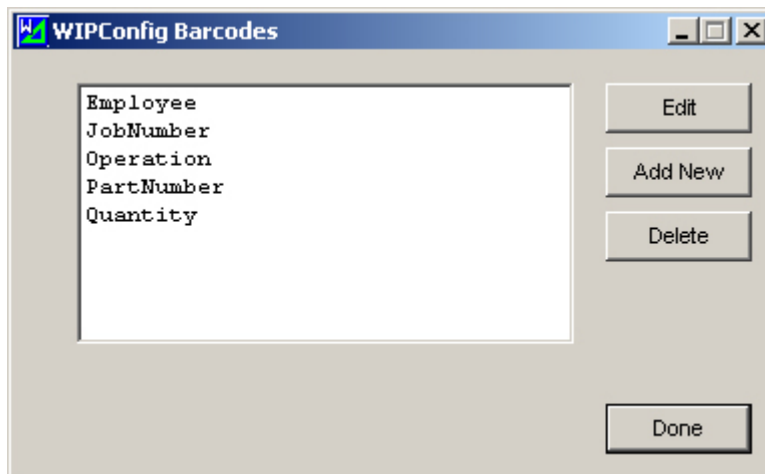 WIPConfig Barcodes
Employee
JobNumber
Operation
PartNumber
Quantity
Edit
Add New
Delete
Done